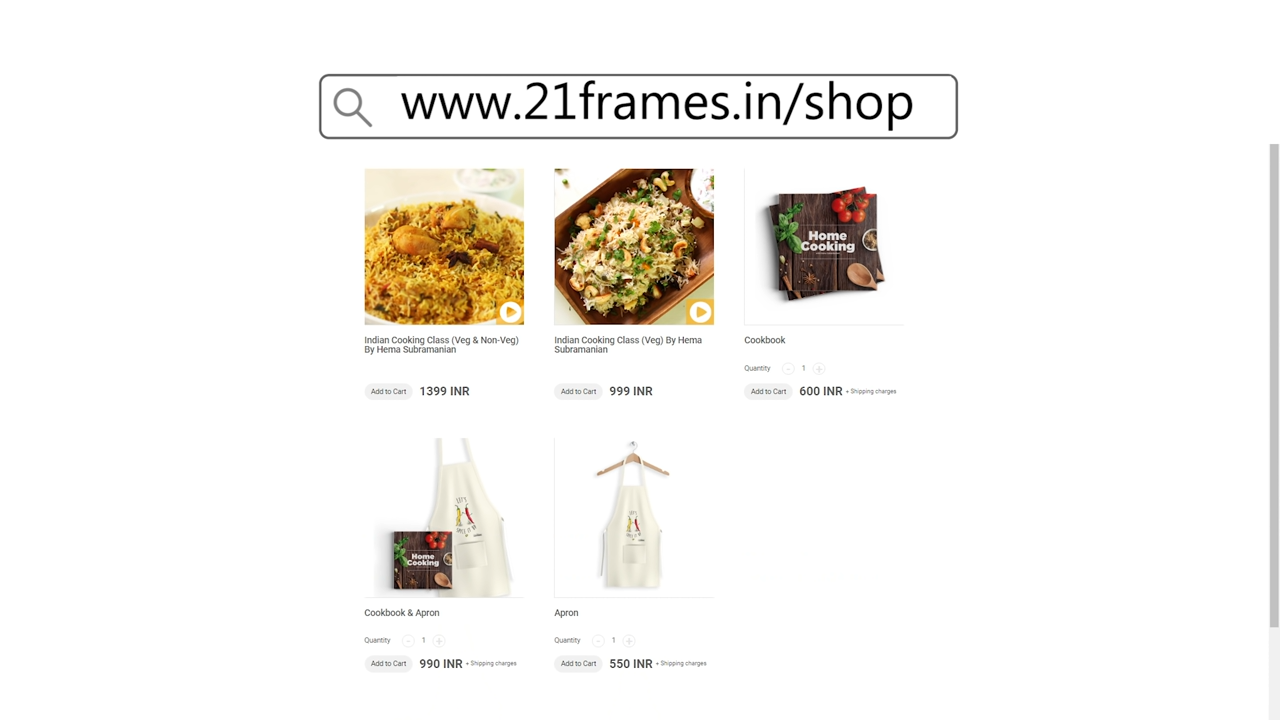 www.21frames.in/shop
Home
Cooking
Indian Cooking Class (Veg & Non-Veg)
By Hema Subramanian
Add to Cart 1399 INR
Indian Cooking Class (Veg) By Hema
Subramanian
Add to Cart 999 INR
Cookbook
Quantity - 1 +
Add to Cart 600 INR + Shipping charges
Home
Cooking
LET'S
Cookbook & Apron
Quantity - 1 +
Add to Cart 990 INR + Shipping charges
Apron
Quantity - 1 +
Add to Cart 550 INR + Shipping charges